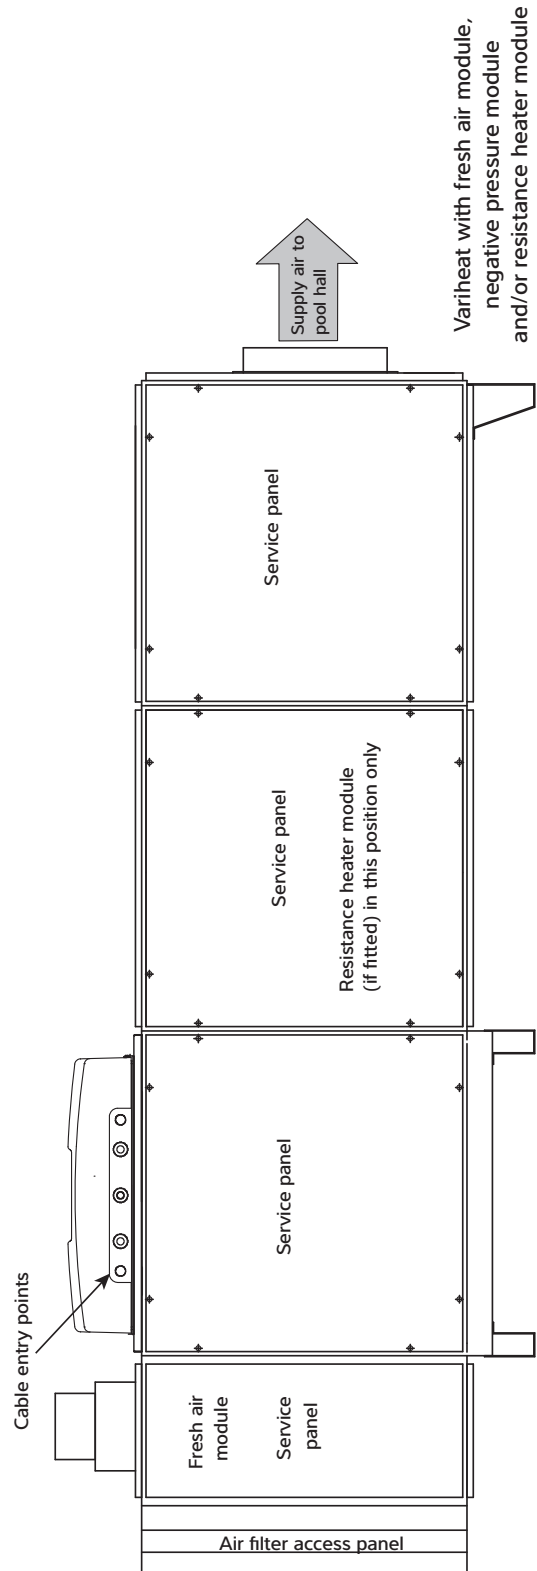 Cable entry points
Fresh air
module
Service
panel
Air filter access panel
Service panel
Service panel
Resistance heater module
(if fitted) in this position only
Service panel
Supply air to
pool hall
Variheat with fresh air module,
negative pressure module
and/or resistance heater module